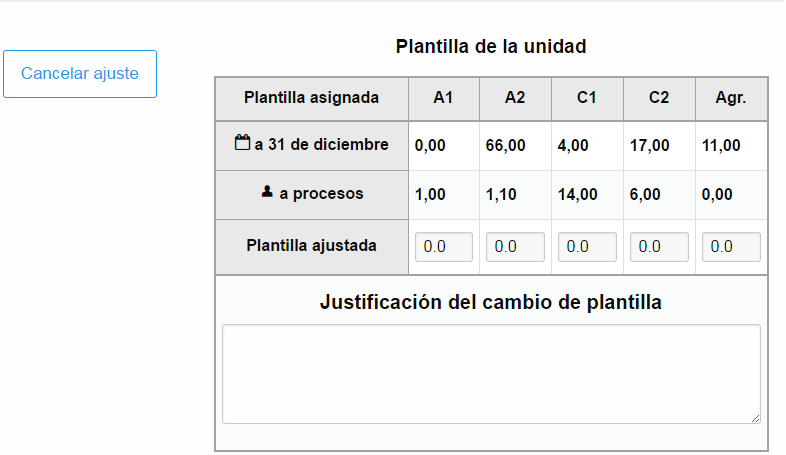 Plantilla de la unidad
Cancelar ajuste
Plantilla asignada A1 A2 C1 C2 Agr.
a 31 de diciembre 0,00 66,00 4,00 17,00 11,00
a procesos 1,00 1,10 14,00 6,00 0,00
Plantilla ajustada 0.0 0.0 0.0 0.0 0.0
Justificación del cambio de plantilla